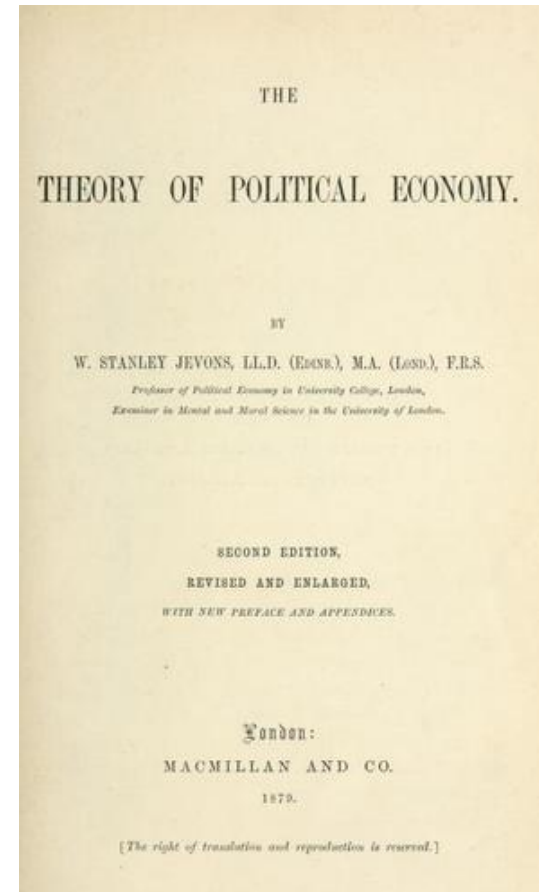 THE
THEORY OF POLITICAL ECONOMY.
BY
W. STANLEY JEVONS, LL.D. (EDINB.), M.A. (LOND.), F.R.S.
Professor of Political Economy in University College, London,
Examiner in Mental and Moral Science in the University of London.
SECOND EDITION,
REVISED AND ENLARGED,
WITH NEW PREFACE AND APPENDICES.
London:
MACMILLAN AND CO.
1879.
[The right of translation and reproduction is reserved.]